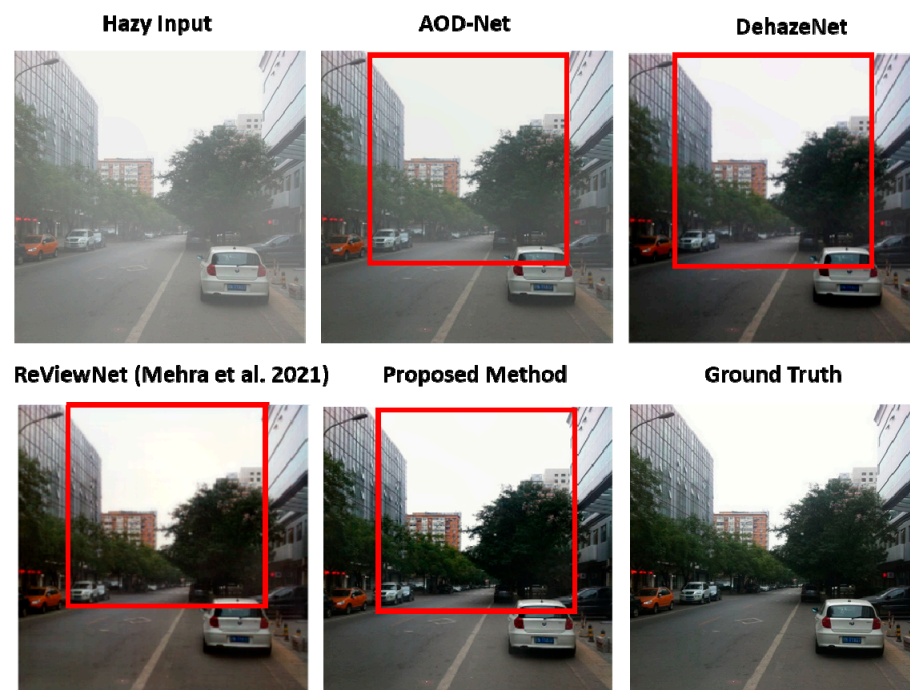 Hazy Input
AOD-Net
DehazeNet
ReViewNet (Mehra et al. 2021)
Proposed Method
Ground Truth